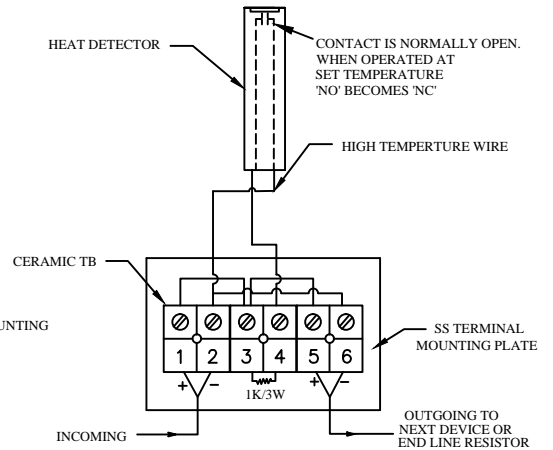 HEAT DETECTOR
CONTACT IS NORMALLY OPEN.
WHEN OPERATED AT
SET TEMPERATURE
'NO' BECOMES 'NC'
HIGH TEMPERTURE WIRE
CERAMIC TB
UNTING
SS TERMINAL
MOUNTING PLATE
1 2 3 4 5 6
+ − + −
1K/3W
INCOMING
OUTGOING TO
NEXT DEVICE OR
END LINE RESISTOR